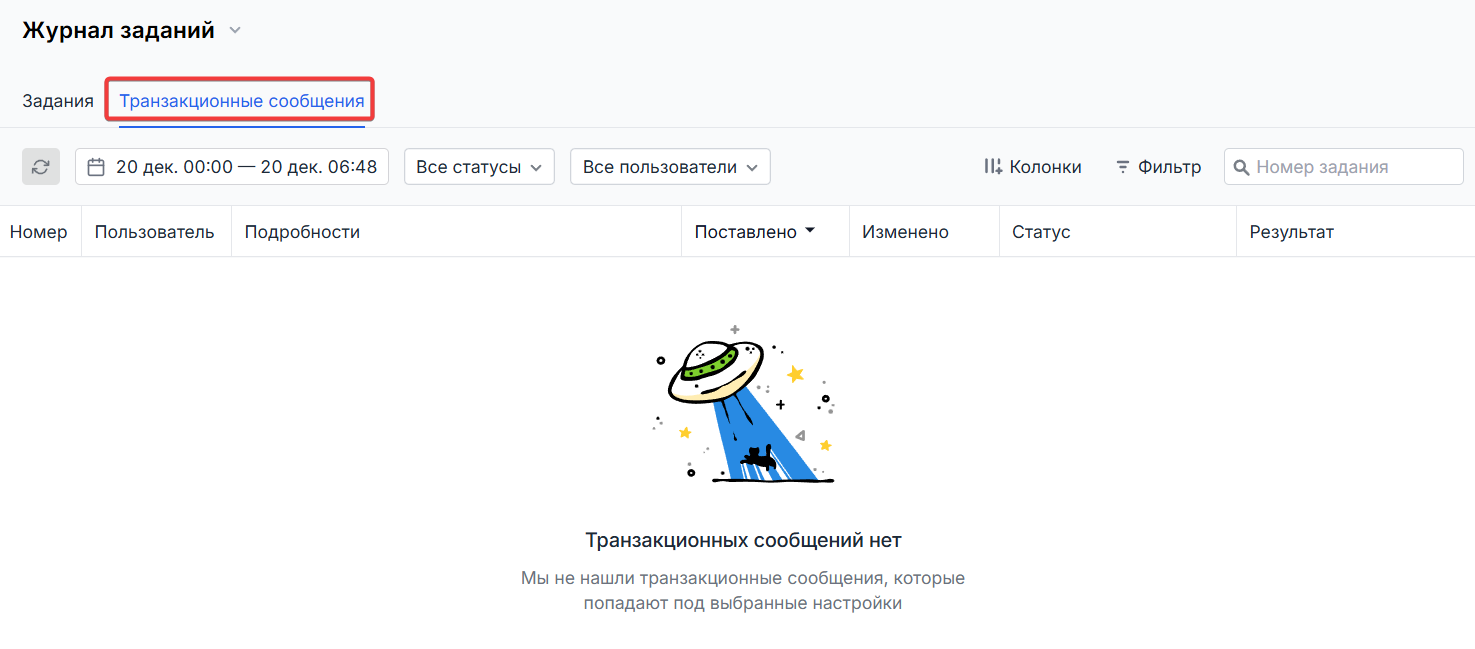 Журнал заданий
Задания Транзакционные сообщения
20 дек. 00:00 — 20 дек. 06:48 Все статусы Все пользователи Колонки Фильтр Номер задания
Номер Пользователь Подробности Поставлено Изменено Статус Результат
Транзакционных сообщений нет
Мы не нашли транзакционные сообщения, которые
попадают под выбранные настройки